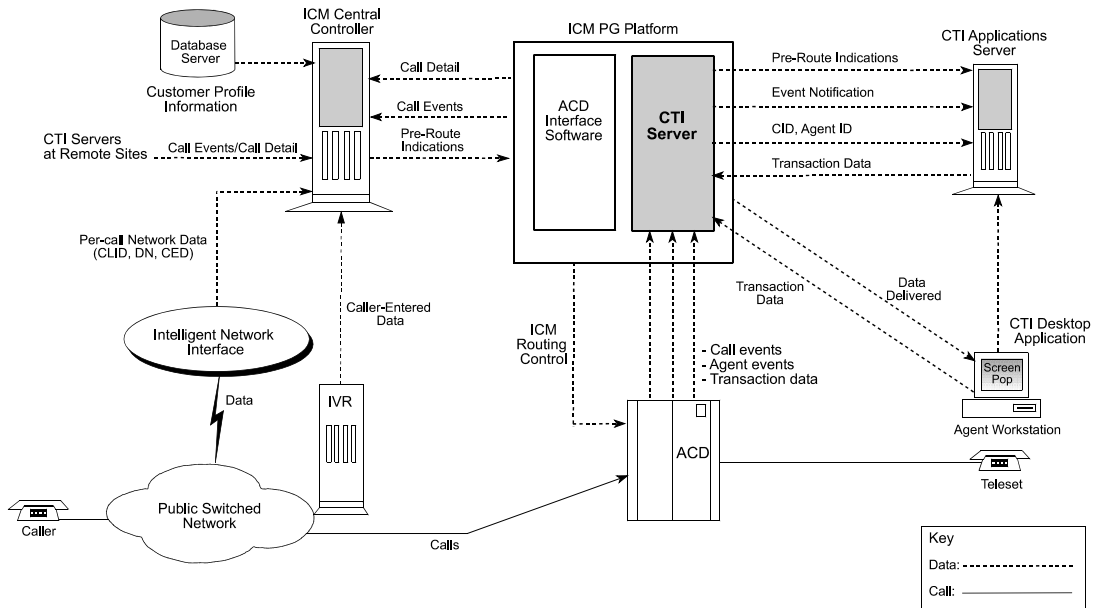 ICM Central
Controller
Database
Server
Customer Profile
Information
CTI Servers
at Remote Sites
Call Events/Call Detail
Call Detail
Call Events
Pre-Route
Indications
ICM PG Platform
ACD
Interface
Software
CTI
Server
Pre-Route Indications
Event Notification
CID, Agent ID
Transaction Data
CTI Applications
Server
Per-call Network Data
(CLID, DN, CED)
Caller-Entered
Data
Intelligent Network
Interface
Data
IVR
ICM
Routing
Control
- Call events
- Agent events
- Transaction data
Transaction
Data
Data
Delivered
CTI Desktop
Application
Screen
Pop
Agent Workstation
ACD
Teleset
Public Switched
Network
Caller
Calls
Key
Data:
Call: